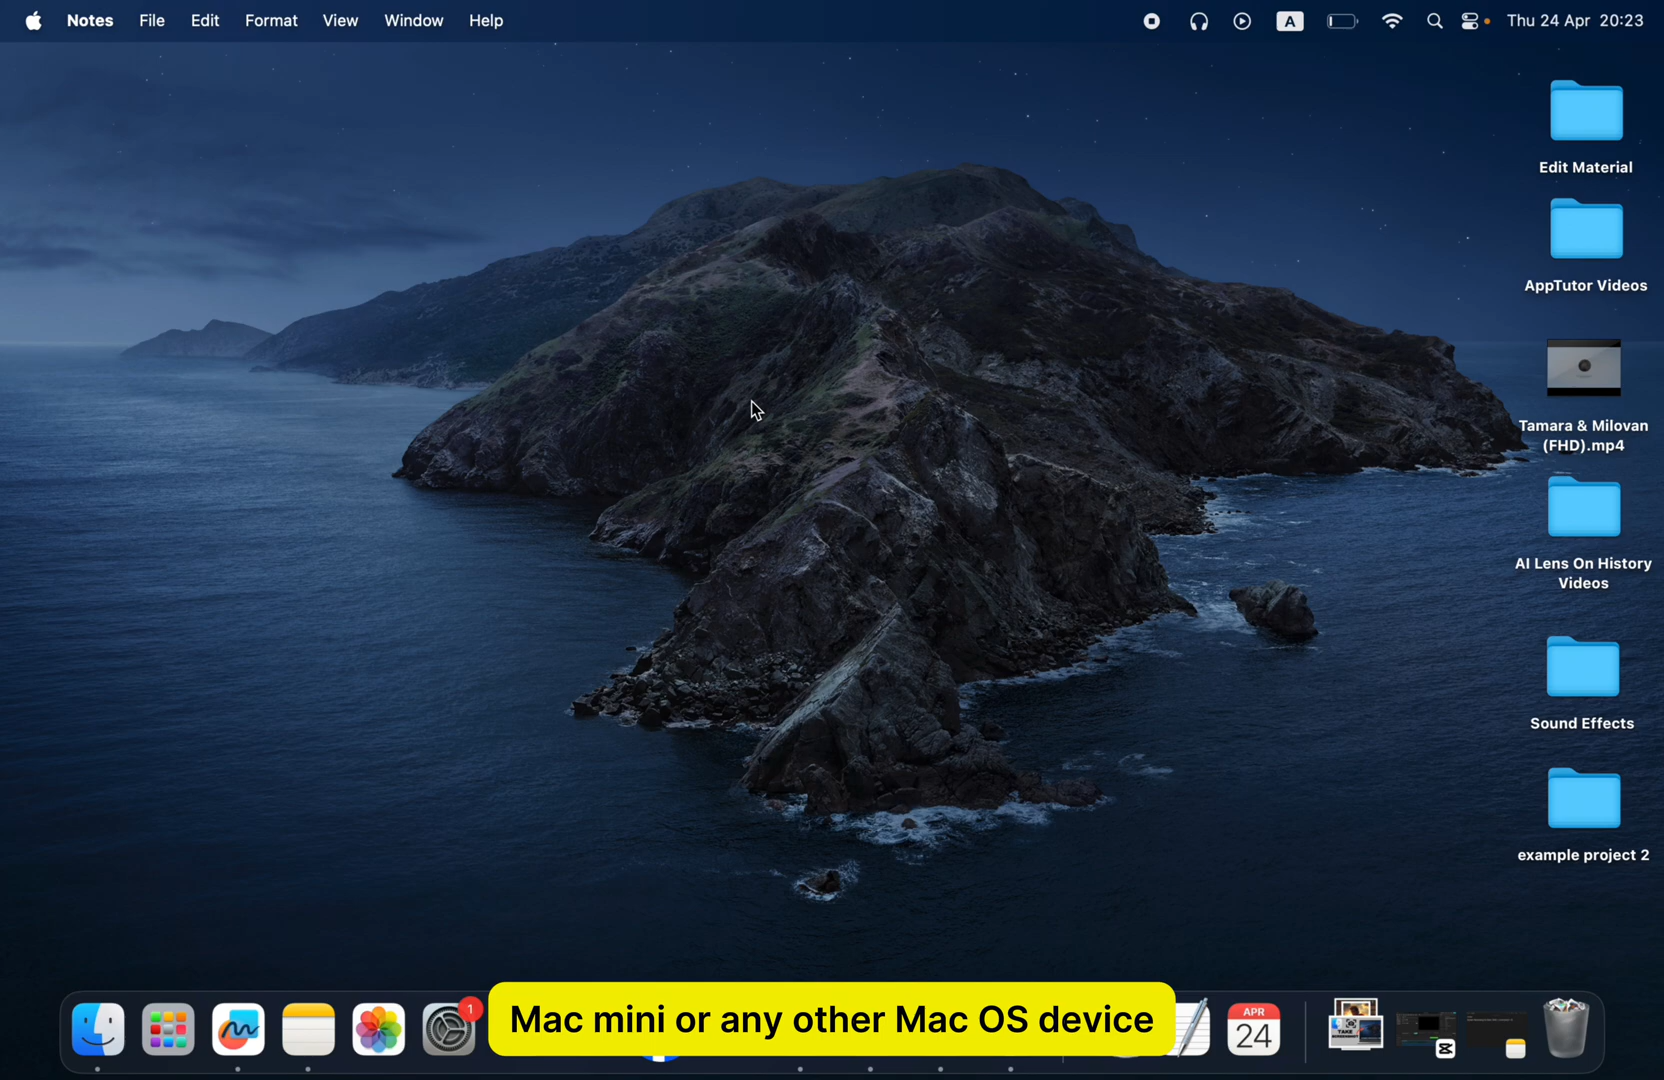 Notes File Edit Format View Window Help A Thu 24 Apr 20:23
Edit Material
AppTutor Videos
Tamara & Milovan
(FHD).mp4
AI Lens On History
Videos
Sound Effects
example project 2
1
Mac mini or any other Mac OS device
APR
24